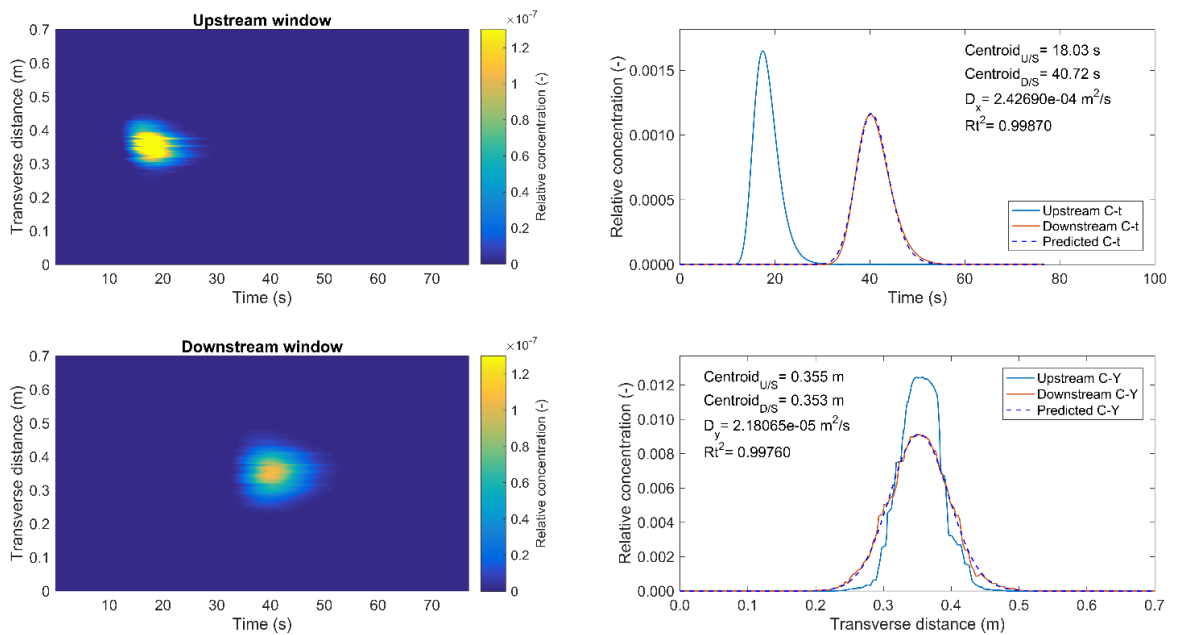 Upstream window
×10⁻⁷
0.7
0.6
0.5
0.4
0.3
0.2
0.1
0
Transverse distance (m)
10 20 30 40 50 60 70
Time (s)
1.2
1
0.8
0.6
0.4
0.2
0
Relative concentration (-)
0.0015
0.0010
0.0005
0.0000
Relative concentration (-)
Centroid_U/S= 18.03 s
Centroid_D/S= 40.72 s
D_x= 2.42690e-04 m²/s
Rt²= 0.99870
Upstream C-t
Downstream C-t
Predicted C-t
0 20 40 60 80 100
Time (s)
Downstream window
×10⁻⁷
0.7
0.6
0.5
0.4
0.3
0.2
0.1
0
Transverse distance (m)
10 20 30 40 50 60 70
Time (s)
1.2
1
0.8
0.6
0.4
0.2
0
Relative concentration (-)
0.012
0.010
0.008
0.006
0.004
0.002
0.000
Relative concentration (-)
Centroid_U/S= 0.355 m
Centroid_D/S= 0.353 m
D_y= 2.18065e-05 m²/s
Rt²= 0.99760
Upstream C-Y
Downstream C-Y
Predicted C-Y
0.0 0.1 0.2 0.3 0.4 0.5 0.6 0.7
Transverse distance (m)